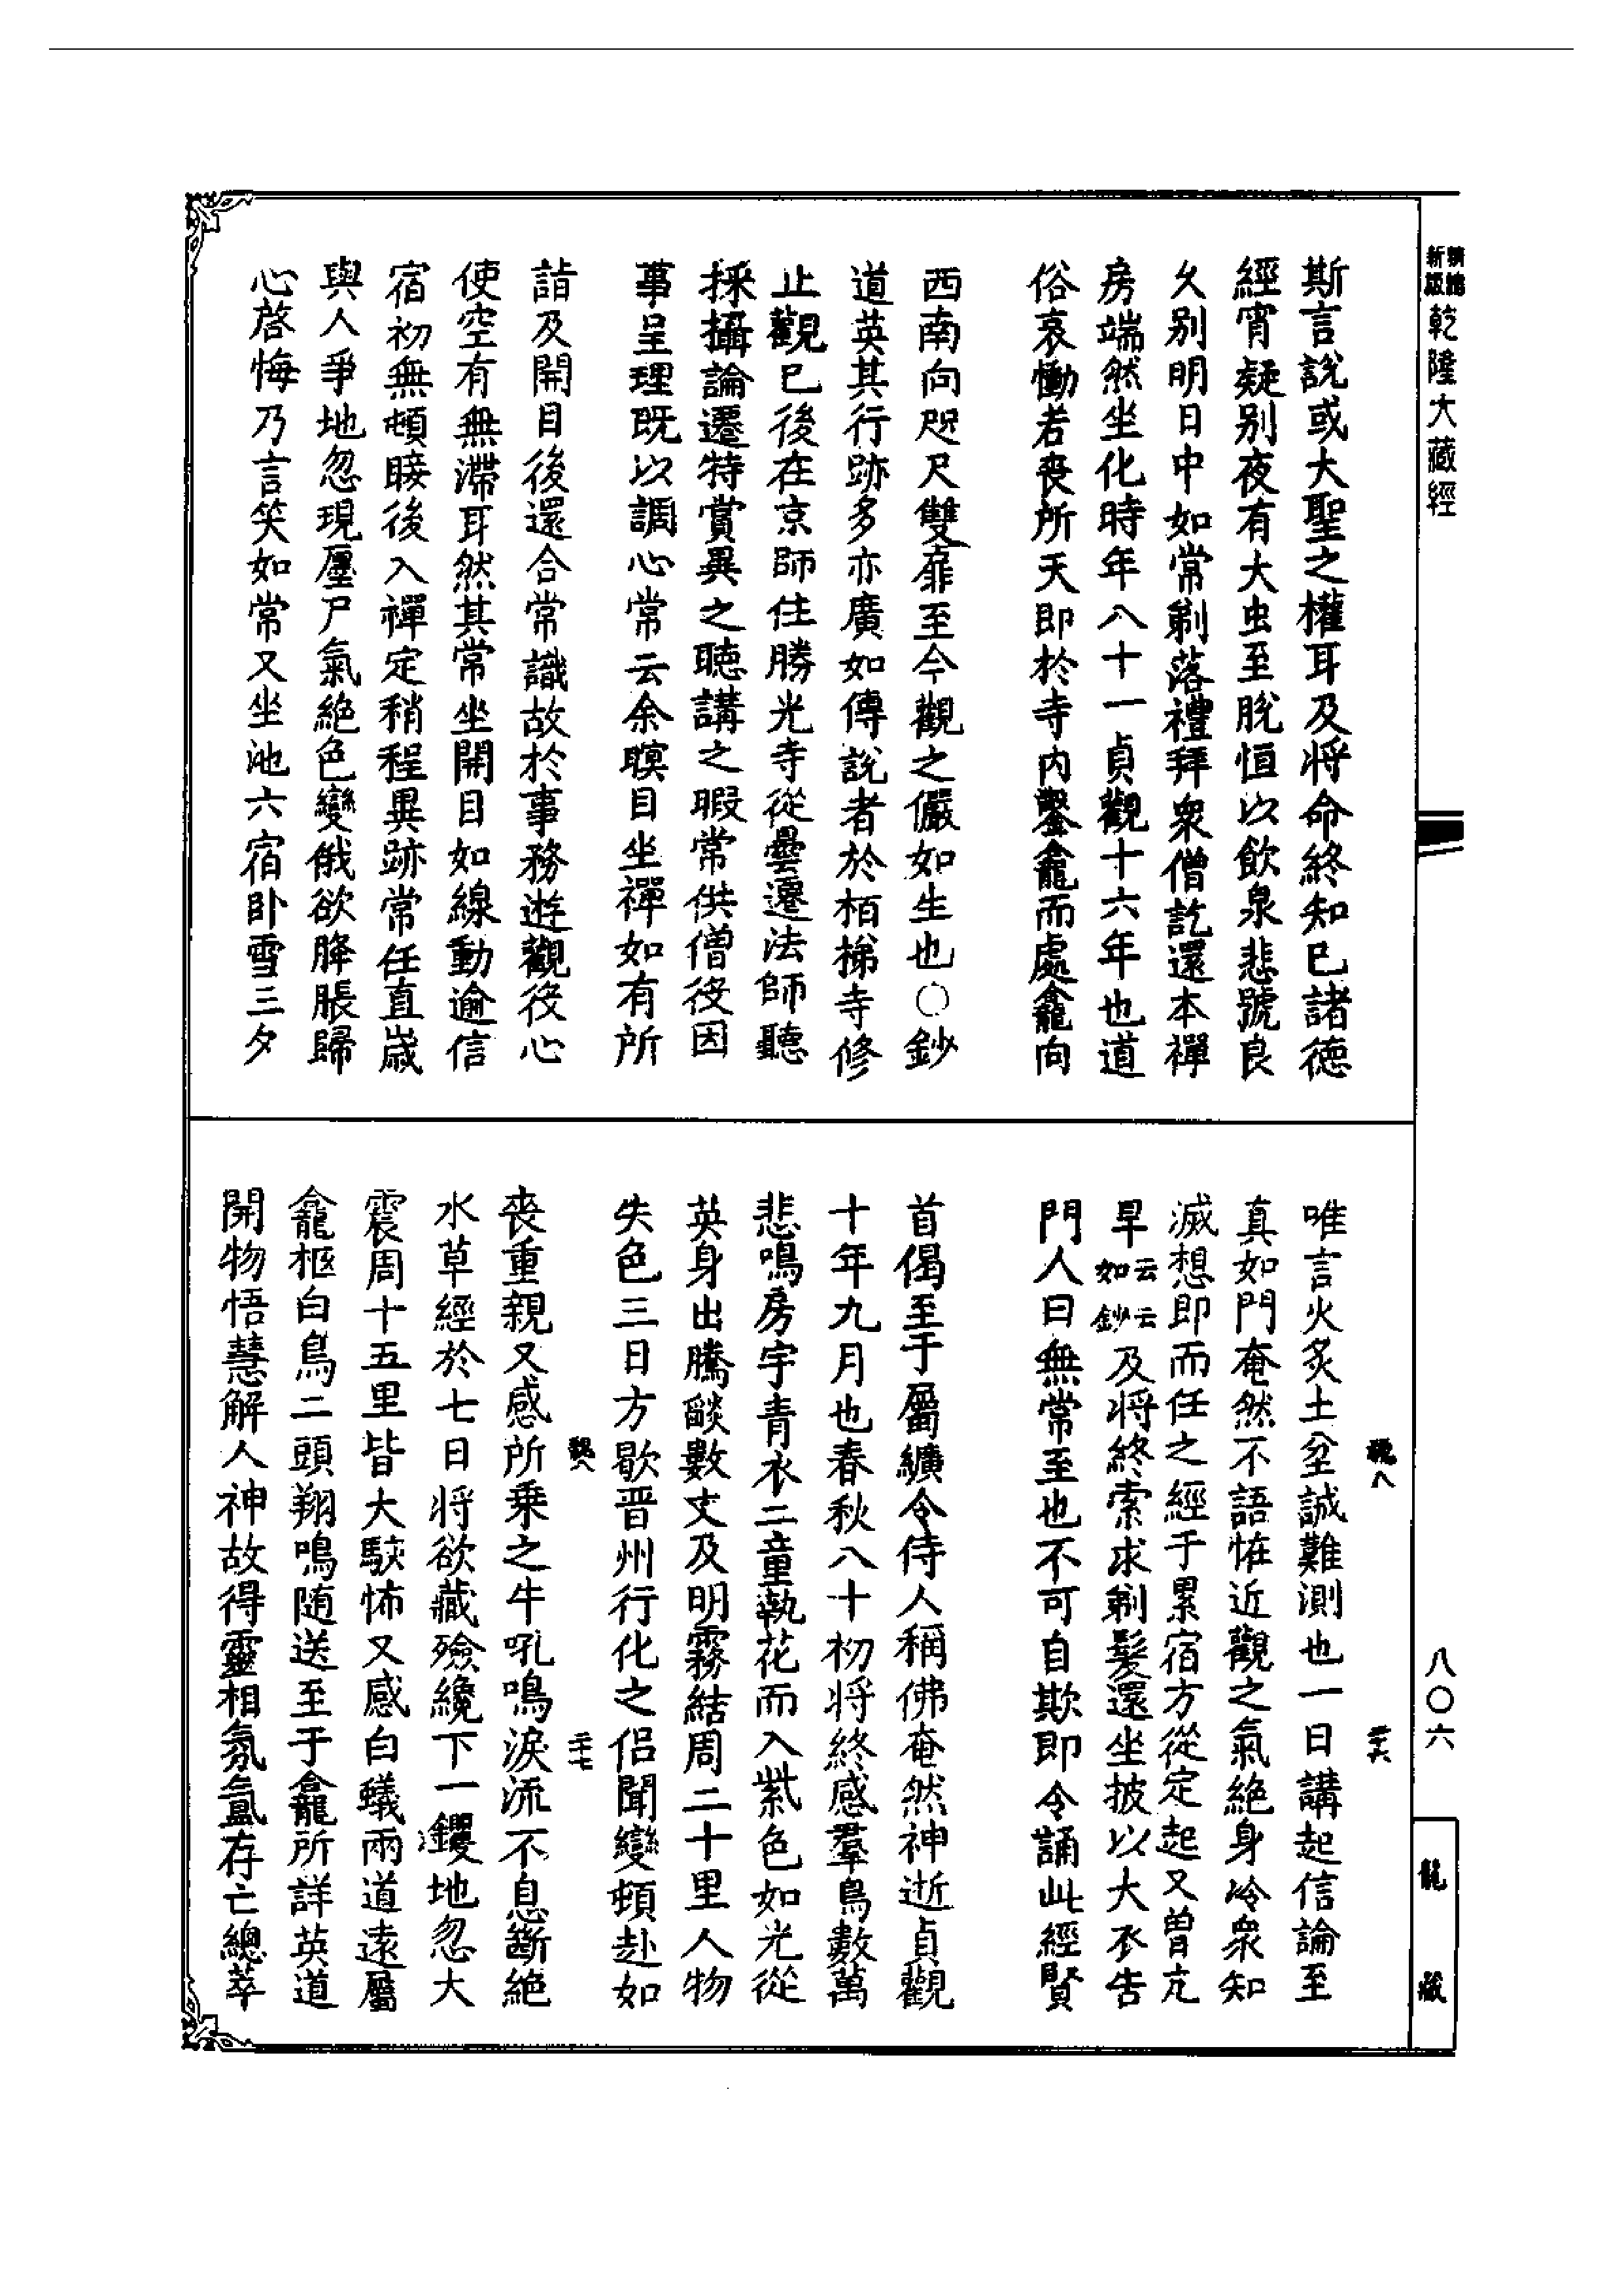 乾隆大藏經
斯言說或大聖之權耳及將命終知已諸德
經宵疑别夜有大虫至脫恒以飲泉悲號良
久别明日中如常剃落禮拜衆僧訖還本禪
房端然坐化時年八十一貞觀十六年也道
俗哀慟若喪所天即於寺内鑿龕而處龕向
西南向咫尺雙扉至今觀之儼如生也○鈔
道英其行跡多亦廣如傳說者於栢梯寺修
止觀已後在京師住勝光寺從曇遷法師聽
採攝論遷特賞異之聴講之暇常供僧役因
事呈理既以調心常云余暝目坐禪如有所
詣及開目後還合常識故於事務遊觀役心
使空有無滯耳然其常坐開目如線動逾信
宿初無頓睫後入禪定稍程異跡常任直嵗
與人爭地忽現㞃尸氣絶色變俄欲胮脹歸
心啓悔乃言笑如常又坐池六宿卧雪三夕
唯言火炙土坌誠難測也一日講起信論至
真如門奄然不語恠近觀之氣絶身冷衆知
滅想即而任之經于累宿方從定起又曽亢
旱如鈔云云及將終索求剃髮還坐披以大衣告
門人曰無常至也不可自欺即令誦此經賢
首偈至于屬纊令侍人稱佛奄然神逝貞觀
十年九月也春秋八十初將終感羣鳥數萬
悲鳴房宇青衣二童執花而入紫色如光從
英身出騰燄數丈及明霧結周二十里人物
失色三日方歇晋州行化之侶聞變頓赴如
喪重親又感所乗之牛吼鳴淚流不息斷絶
水草經於七日將欲藏殮纔下一钁地忽大
震周十五里皆大駭怖又感白蟻兩道遠屬
龕柩白鳥二頭翔鳴随送至于龕所詳英道
開物悟慧解人神故得靈相氛氲存亡總萃
三十六
三十七
八〇六
龍藏